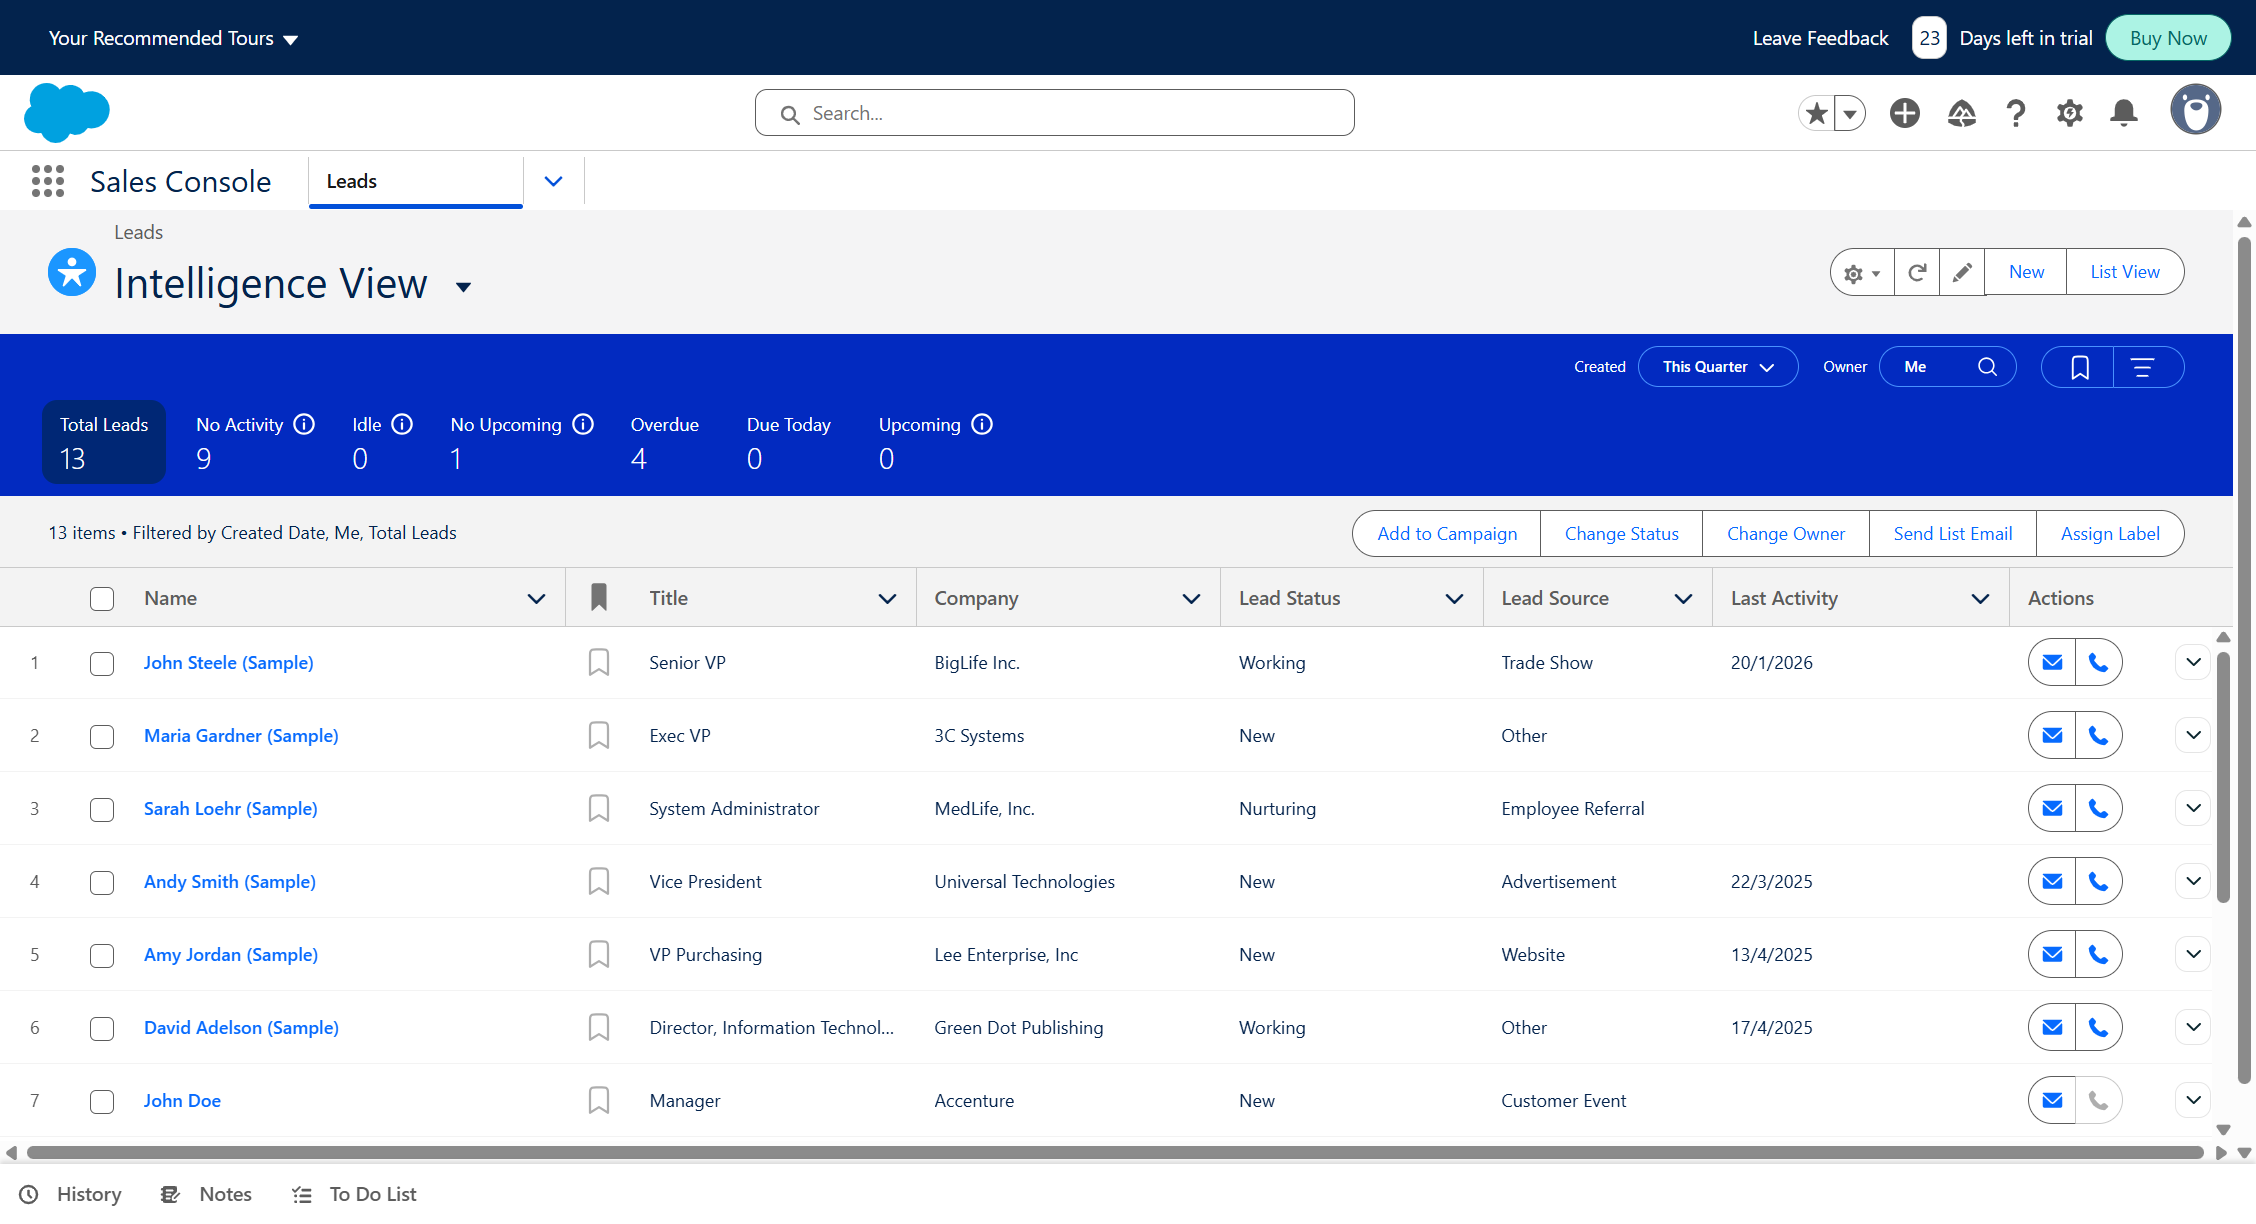 Your Recommended Tours
Leave Feedback 23 Days left in trial Buy Now
Search...
Sales Console Leads
Leads
Intelligence View
New List View
Created This Quarter Owner Me
Total Leads No Activity Idle No Upcoming Overdue Due Today Upcoming
13 9 0 1 4 0 0
13 items • Filtered by Created Date, Me, Total Leads
Add to Campaign Change Status Change Owner Send List Email Assign Label
Name Title Company Lead Status Lead Source Last Activity Actions
1 John Steele (Sample) Senior VP BigLife Inc. Working Trade Show 20/1/2026
2 Maria Gardner (Sample) Exec VP 3C Systems New Other
3 Sarah Loehr (Sample) System Administrator MedLife, Inc. Nurturing Employee Referral
4 Andy Smith (Sample) Vice President Universal Technologies New Advertisement 22/3/2025
5 Amy Jordan (Sample) VP Purchasing Lee Enterprise, Inc New Website 13/4/2025
6 David Adelson (Sample) Director, Information Technol... Green Dot Publishing Working Other 17/4/2025
7 John Doe Manager Accenture New Customer Event
History Notes To Do List